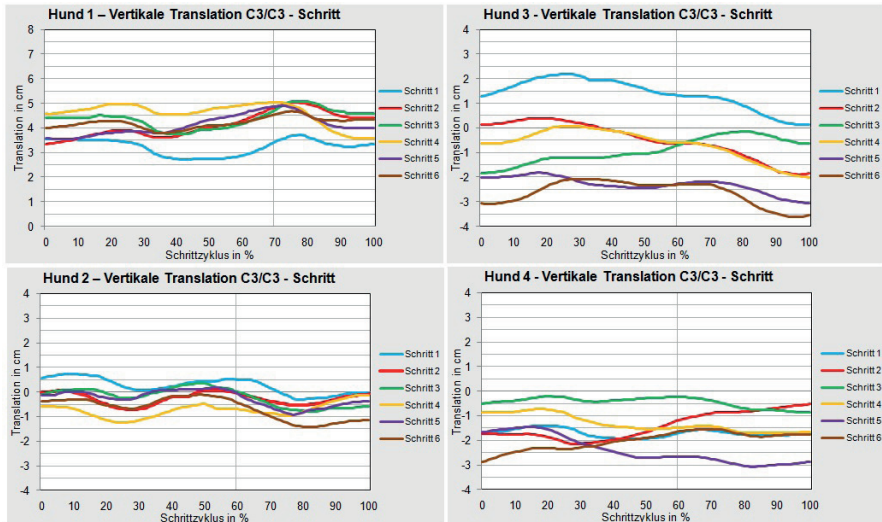 Hund 1 – Vertikale Translation C3/C3 - Schritt
Translation in cm
8
7
6
5
4
3
2
1
0
0 10 20 30 40 50 60 70 80 90 100
Schrittzyklus in %
Schritt 1
Schritt 2
Schritt 3
Schritt 4
Schritt 5
Schritt 6
Hund 3 - Vertikale Translation C3/C3 - Schritt
Translation in cm
4
3
2
1
0
-1
-2
-3
-4
0 10 20 30 40 50 60 70 80 90 100
Schrittzyklus in %
Schritt 1
Schritt 2
Schritt 3
Schritt 4
Schritt 5
Schritt 6
Hund 2 – Vertikale Translation C3/C3 - Schritt
Translation in cm
4
3
2
1
0
-1
-2
-3
-4
0 10 20 30 40 50 60 70 80 90 100
Schrittzyklus in %
Schritt 1
Schritt 2
Schritt 3
Schritt 4
Schritt 5
Schritt 6
Hund 4 - Vertikale Translation C3/C3 - Schritt
Translation in cm
4
3
2
1
0
-1
-2
-3
-4
0 10 20 30 40 50 60 70 80 90 100
Schrittzyklus in %
Schritt 1
Schritt 2
Schritt 3
Schritt 4
Schritt 5
Schritt 6